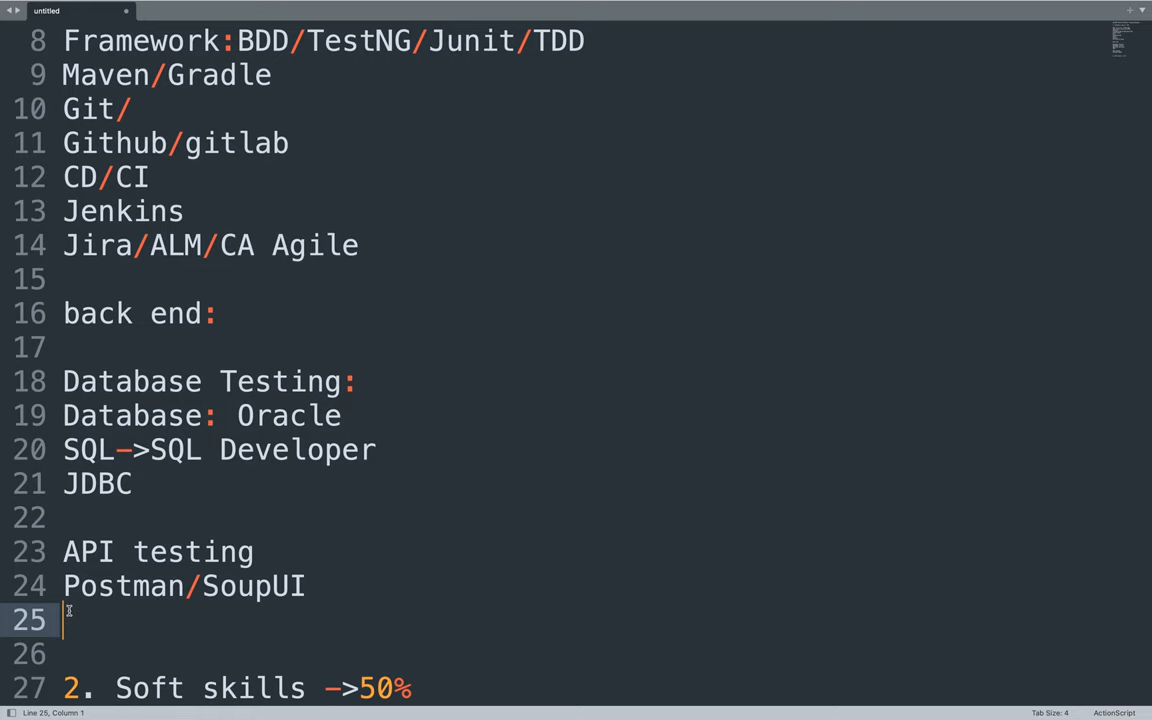 untitled
8 Framework:BDD/TestNG/Junit/TDD
9 Maven/Gradle
10 Git/
11 Github/gitlab
12 CD/CI
13 Jenkins
14 Jira/ALM/CA Agile
15
16 back end:
17
18 Database Testing:
19 Database: Oracle
20 SQL->SQL Developer
21 JDBC
22
23 API testing
24 Postman/SoupUI
25
26
27 2. Soft skills ->50%
Line 25, Column 1 Tab Size: 4 ActionScript